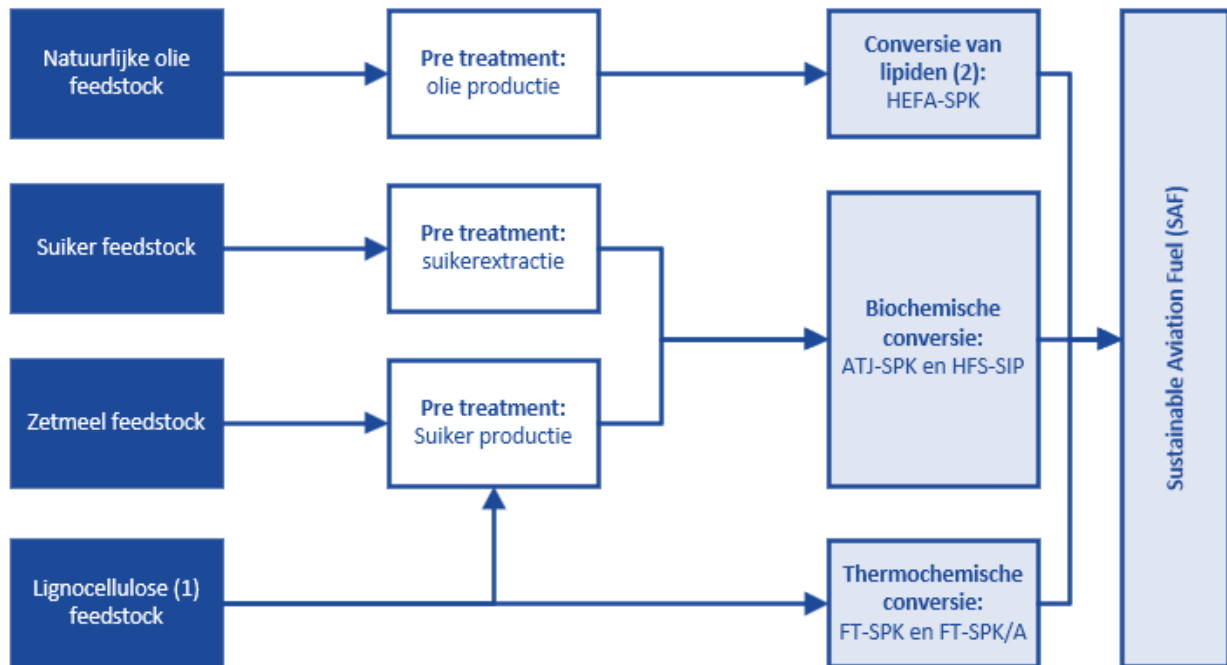 Natuurlijke olie
feedstock
Pre treatment:
olie productie
Conversie van
lipiden (2):
HEFA-SPK
Suiker feedstock
Pre treatment:
suikerextractie
Biochemische
conversie:
ATJ-SPK en HFS-SIP
Zetmeel feedstock
Pre treatment:
Suiker productie
Lignocellulose (1)
feedstock
Thermochemische
conversie:
FT-SPK en FT-SPK/A
Sustainable Aviation Fuel (SAF)